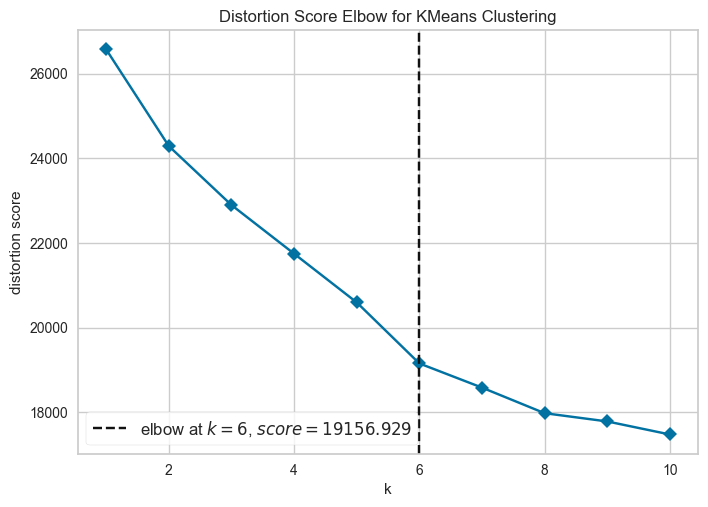 Distortion Score Elbow for KMeans Clustering
distortion score
26000
24000
22000
20000
18000
elbow at k = 6, score = 19156.929
2 4 6 8 10
k